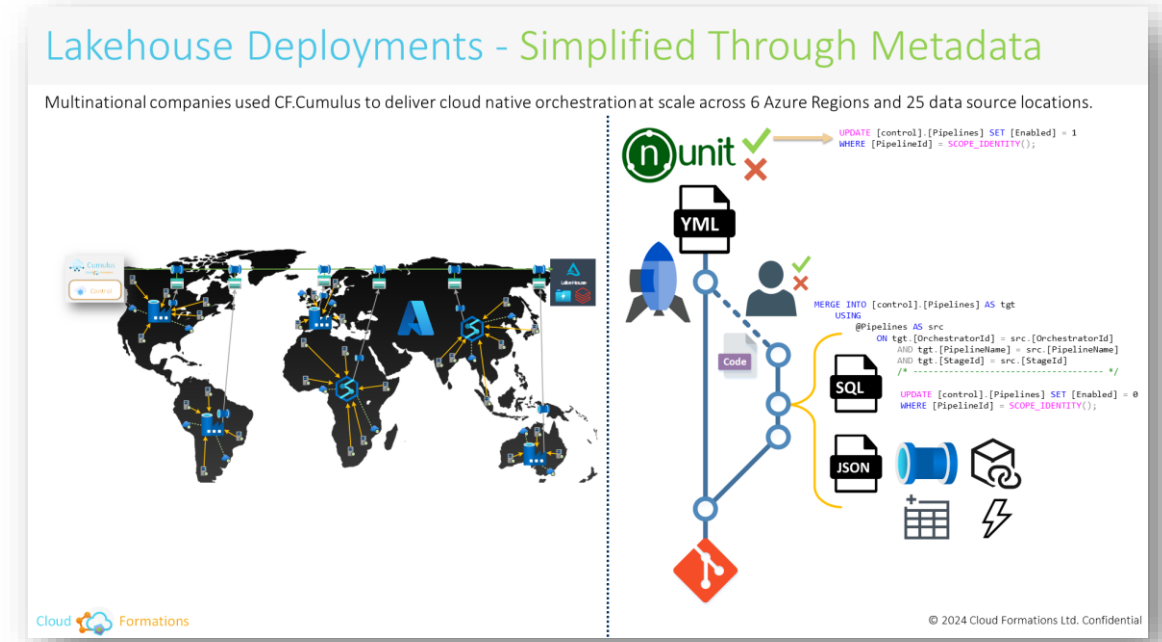 Lakehouse Deployments - Simplified Through Metadata
Multinational companies used CF.Cumulus to deliver cloud native orchestration at scale across 6 Azure Regions and 25 data source locations.
Cumulus
Control
LakeHouse
nunit
UPDATE [control].[Pipelines] SET [Enabled] = 1
WHERE [PipelineId] = SCOPE_IDENTITY();
YML
Code
MERGE INTO [control].[Pipelines] AS tgt
USING
@Pipelines AS src
ON tgt.[OrchestratorId] = src.[OrchestratorId]
AND tgt.[PipelineName] = src.[PipelineName]
AND tgt.[StageId] = src.[StageId]
/* ------------------------------------ */
SQL
UPDATE [control].[Pipelines] SET [Enabled] = 0
WHERE [PipelineId] = SCOPE_IDENTITY();
JSON
Cloud Formations
© 2024 Cloud Formations Ltd. Confidential